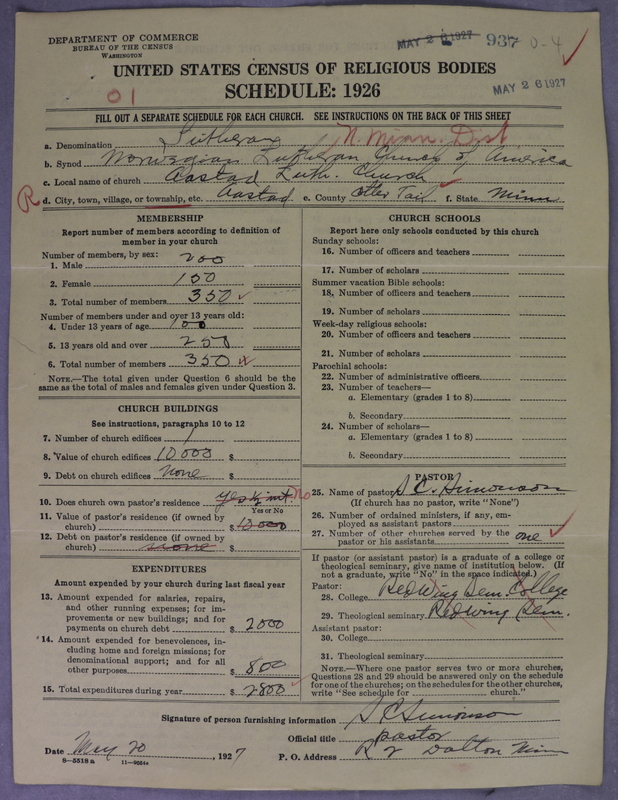 DEPARTMENT OF COMMERCE
BUREAU OF THE CENSUS
WASHINGTON
MAY 2 1927 937 0-4
MAY 26 1927
UNITED STATES CENSUS OF RELIGIOUS BODIES
01
SCHEDULE: 1926
FILL OUT A SEPARATE SCHEDULE FOR EACH CHURCH. SEE INSTRUCTIONS ON THE BACK OF THIS SHEET
a. Denomination Lutheran N. Minn. Dist
b. Synod Norwegian Lutheran Church of America
c. Local name of church Aastad Luth. Church
R d. City, town, village, or township, etc. Aastad e. County Otter Tail f. State Minn
MEMBERSHIP
Report number of members according to definition of
member in your church
Number of members, by sex:
1. Male 200
2. Female 150
3. Total number of members 350
Number of members under and over 13 years old:
4. Under 13 years of age 100
5. 13 years old and over 250
6. Total number of members 350
NOTE.—The total given under Question 6 should be the
same as the total of males and females given under Question 3.
CHURCH BUILDINGS
See instructions, paragraphs 10 to 12
7. Number of church edifices 1
8. Value of church edifices 10000 $
9. Debt on church edifices None $
10. Does church own pastor's residence No
Yes or No
11. Value of pastor's residence (if owned by
church) $ 10000
12. Debt on pastor's residence (if owned by
church) none $
EXPENDITURES
Amount expended by your church during last fiscal year
13. Amount expended for salaries, repairs,
and other running expenses; for im-
provements or new buildings; and for
payments on church debt $ 2000
14. Amount expended for benevolences, in-
cluding home and foreign missions; for
denominational support; and for all
other purposes $ 800
15. Total expenditures during year $ 2800
CHURCH SCHOOLS
Report here only schools conducted by this church
Sunday schools:
16. Number of officers and teachers
17. Number of scholars
Summer vacation Bible schools:
18. Number of officers and teachers
19. Number of scholars
Week-day religious schools:
20. Number of officers and teachers
21. Number of scholars
Parochial schools:
22. Number of administrative officers
23. Number of teachers—
a. Elementary (grades 1 to 8)
b. Secondary
24. Number of scholars—
a. Elementary (grades 1 to 8)
b. Secondary
PASTOR
25. Name of pastor S.C. Simonson
(If church has no pastor, write "None")
26. Number of ordained ministers, if any, em-
ployed as assistant pastors
27. Number of other churches served by the
pastor or his assistants one
If pastor (or assistant pastor) is a graduate of a college or
theological seminary, give name of institution below. (If
not a graduate, write "No" in the space indicated.)
Pastor:
28. College Red Wing Sem. College
29. Theological seminary Red Wing Sem.
Assistant pastor:
30. College
31. Theological seminary
NOTE.—Where one pastor serves two or more churches,
Questions 28 and 29 should be answered only on the schedule
for one of the churches; on the schedule for the other churches,
write "See schedule for church."
Signature of person furnishing information S C Simonson
Official title pastor
Date May 20, 1927 P. O. Address R 2 Dalton Minn
8—5518 a 11—9054